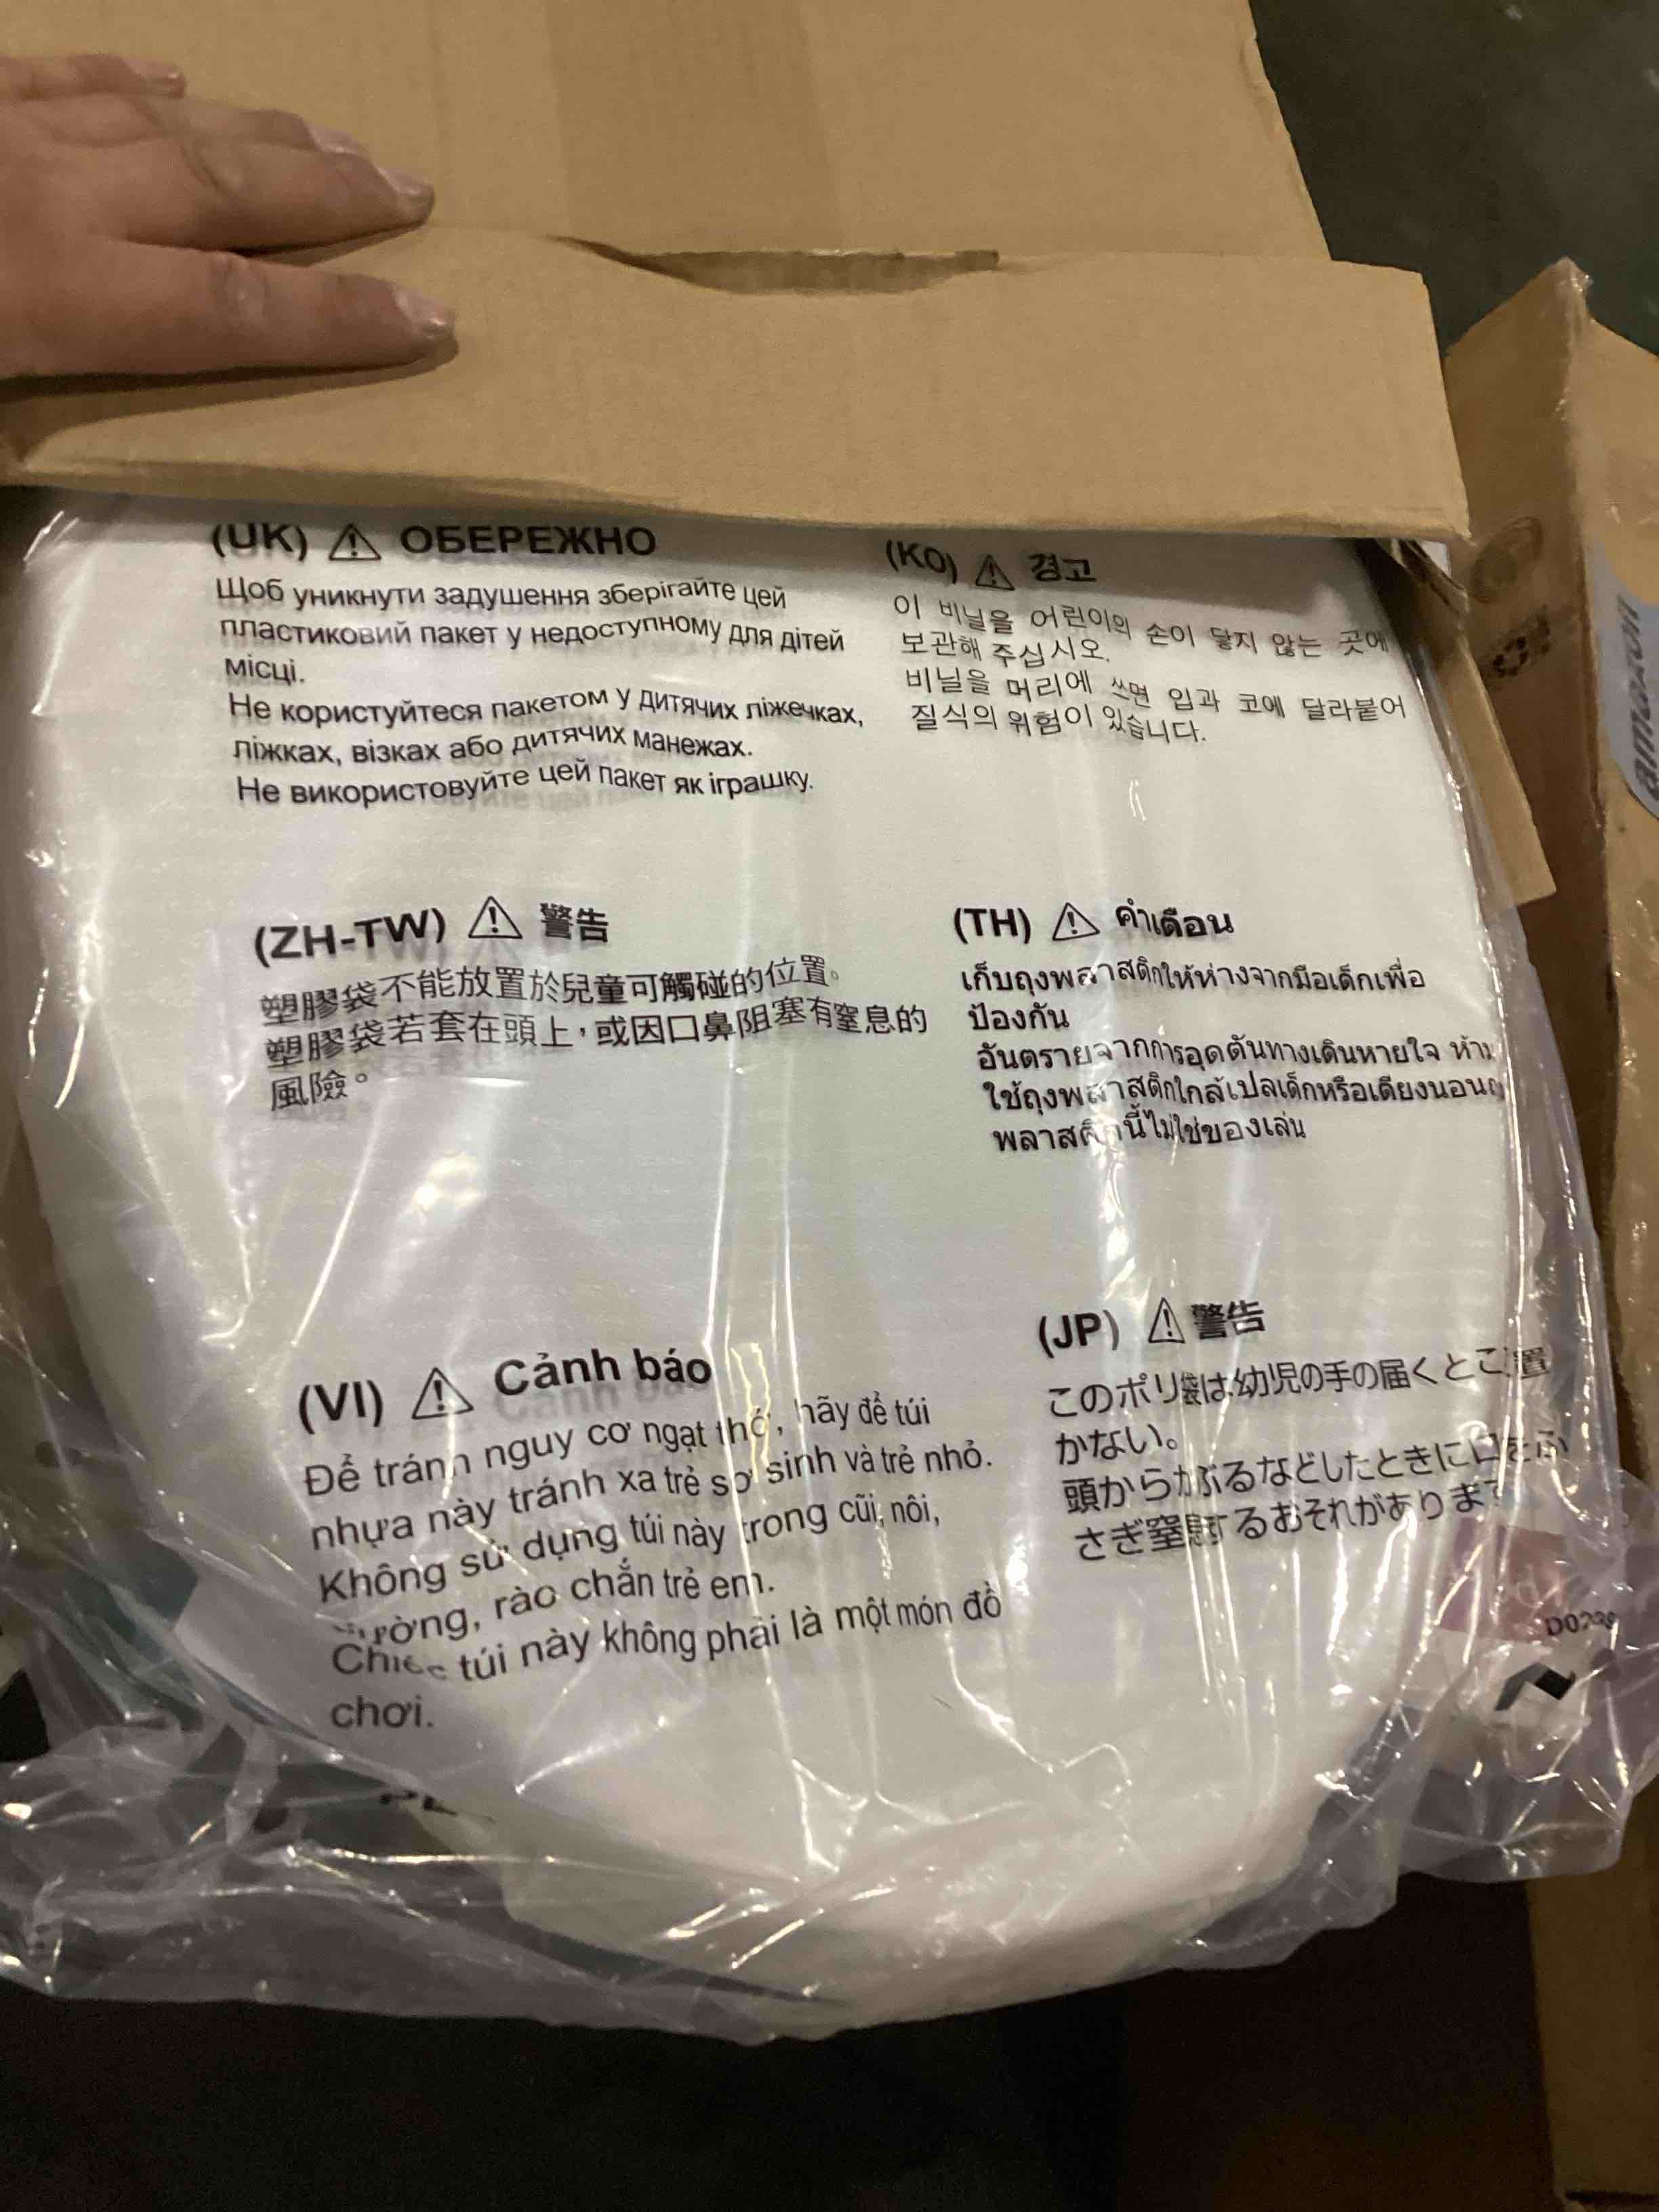 (UK) ⚠ ОБЕРЕЖНО
Щоб уникнути задушення зберігайте цей
пластиковий пакет у недоступному для дітей
місці.
Не користуйтеся пакетом у дитячих ліжечках,
ліжках, візках або дитячих манежах.
Не використовуйте цей пакет як іграшку.
(KO) ⚠ 경고
이 비닐을 어린이의 손이 닿지 않는 곳에
보관해 주십시오.
비닐을 머리에 쓰면 입과 코에 달라붙어
질식의 위험이 있습니다.
(ZH-TW) ⚠ 警告
塑膠袋不能放置於兒童可觸碰的位置。
塑膠袋若套在頭上，或因口鼻阻塞有窒息的
風險。
(TH) ⚠ คำเตือน
เก็บถุงพลาสติกให้ห่างจากมือเด็กเพื่อ
ป้องกัน
อันตรายจากการอุดตันทางเดินหายใจ ห้าม
ใช้ถุงพลาสติกใกล้เปลเด็กหรือเตียงนอน
พลาสติกนี้ไม่ใช่ของเล่น
(VI) ⚠ Cảnh báo
Để tránh nguy cơ ngạt thở, hãy để túi
nhựa này tránh xa trẻ sơ sinh và trẻ nhỏ.
Không sử dụng túi này trong cũi, nôi,
giường, rào chắn trẻ em.
Chiếc túi này không phải là một món đồ
chơi.
(JP) ⚠ 警告
このポリ袋は幼児の手の届くとこ置
かない。
頭からかぶるなどしたときに口をふ
さぎ窒息するおそれがあります
amazon